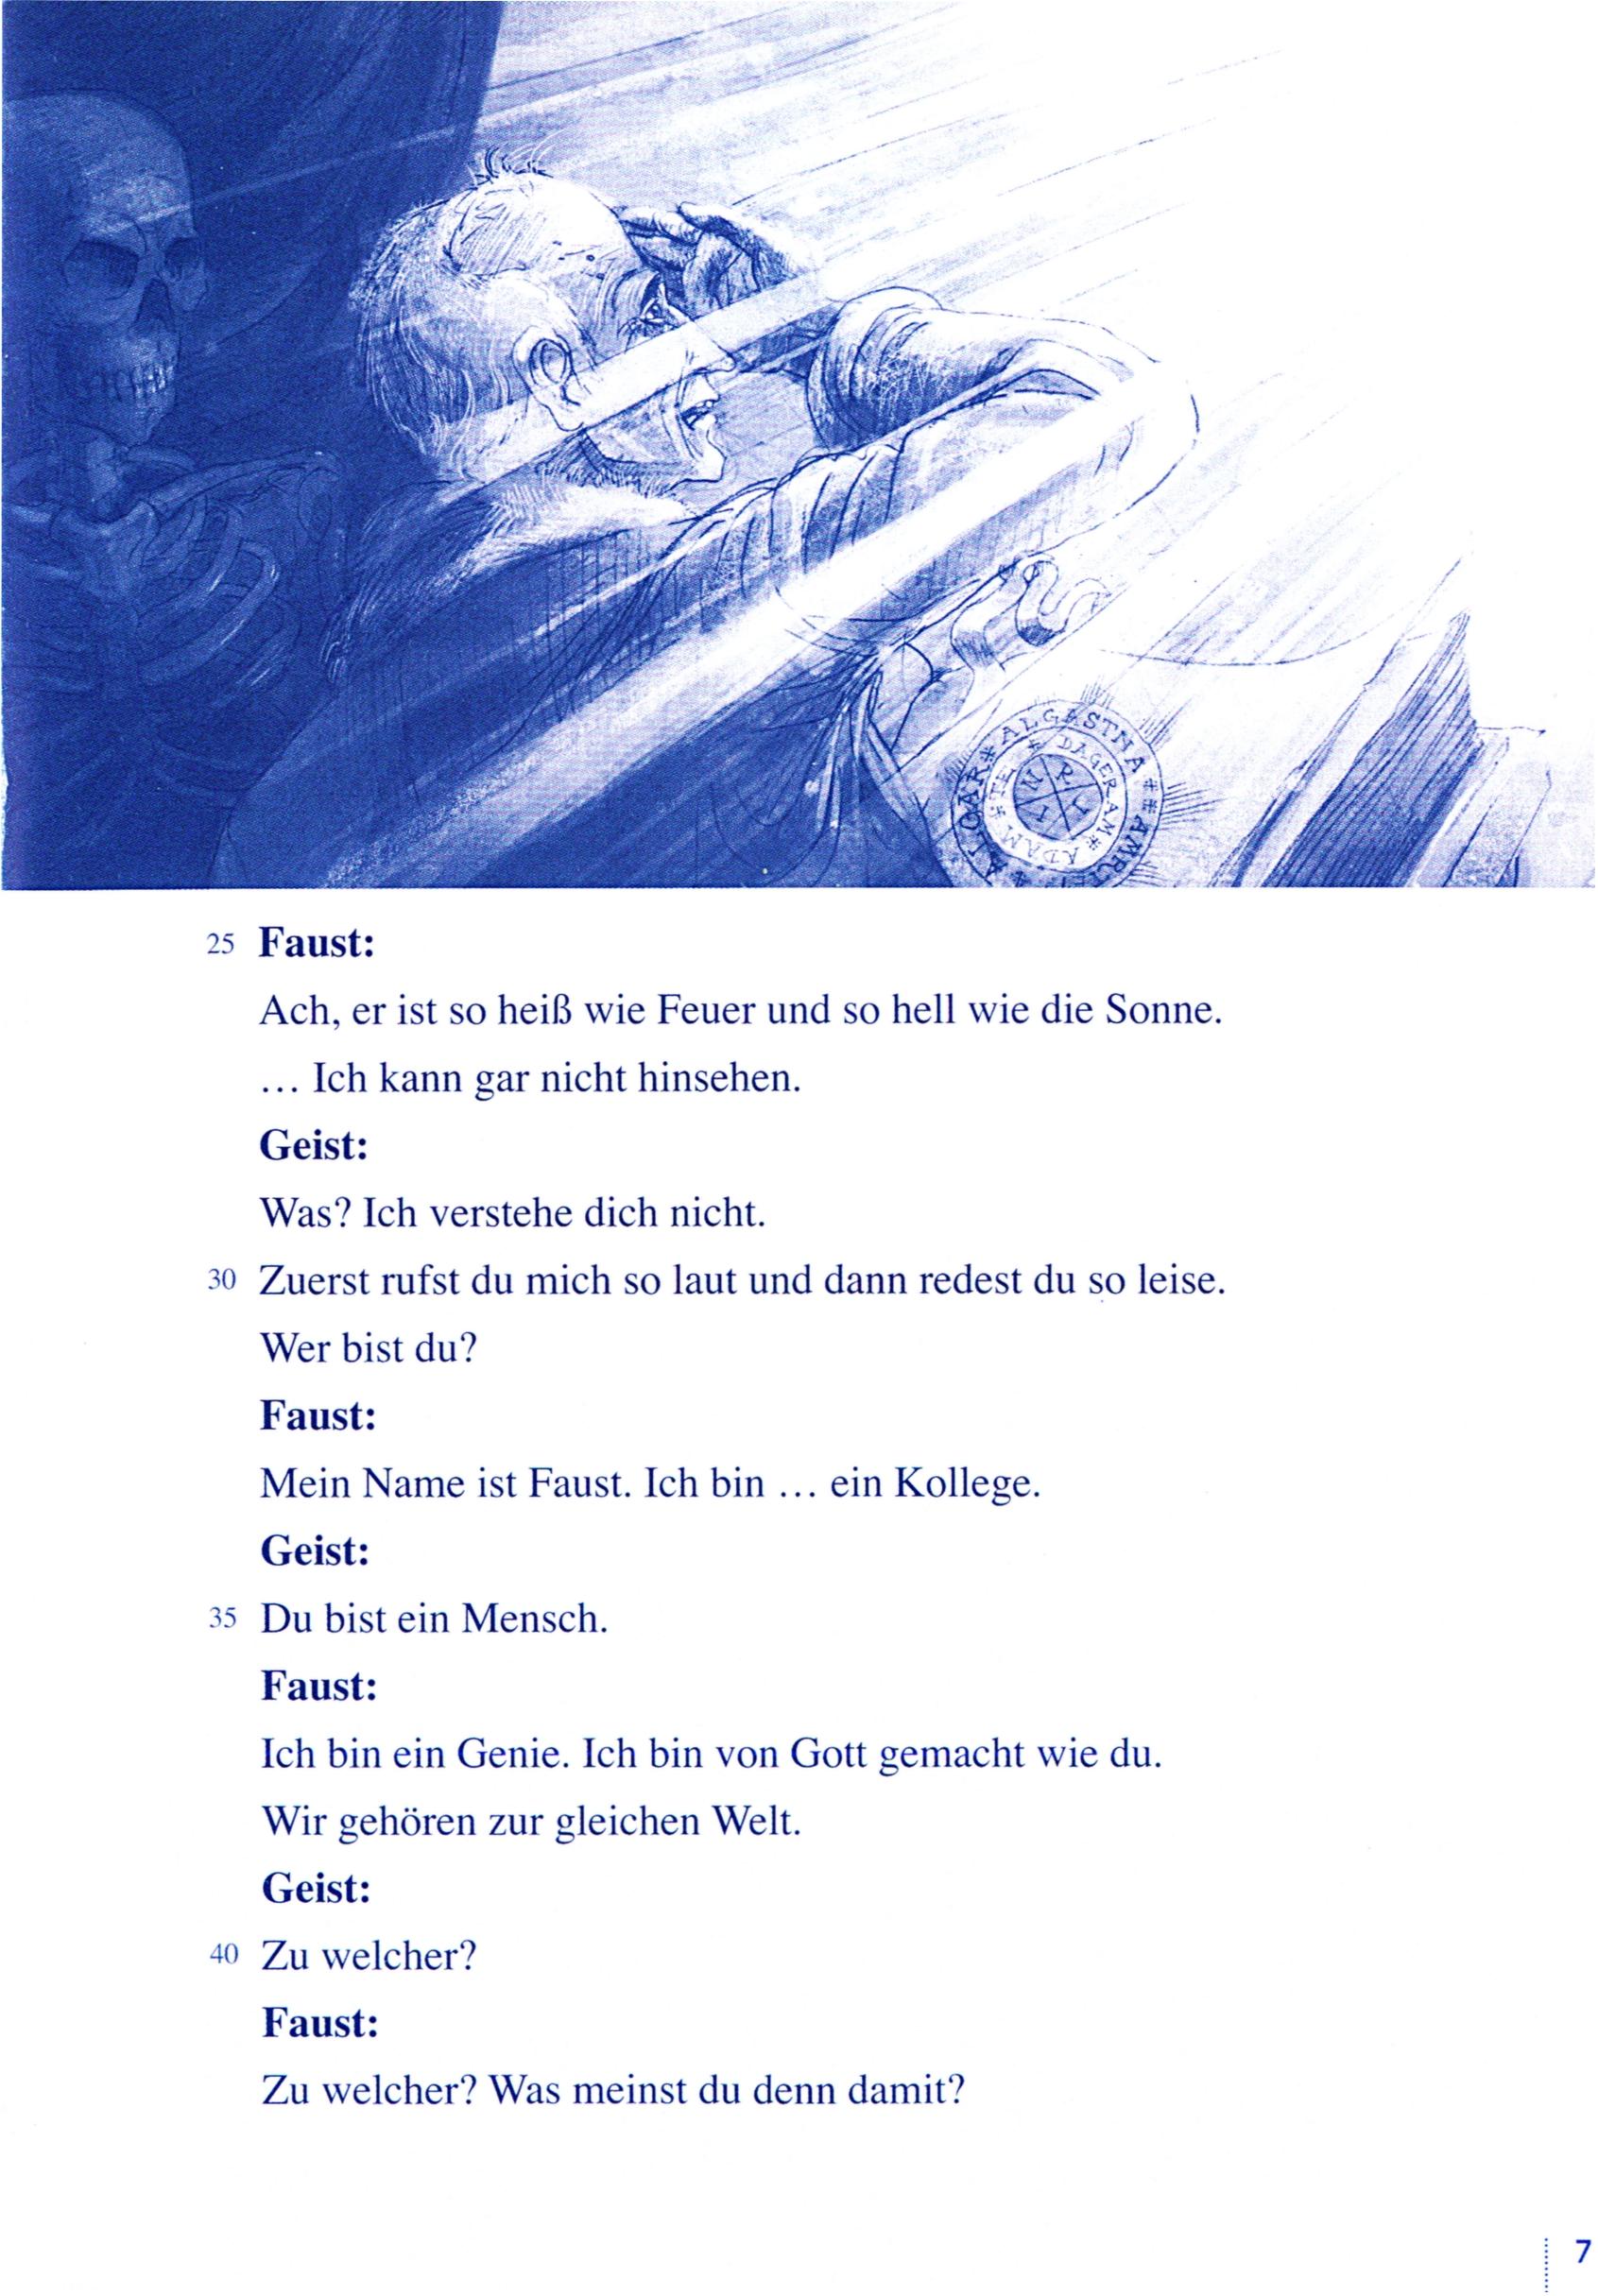 ALGASTNA ** AMRTET * ALGAR *
* DAGERAM * ADAM * TE
I N R I
25 Faust:
Ach, er ist so heiß wie Feuer und so hell wie die Sonne.
… Ich kann gar nicht hinsehen.
Geist:
Was? Ich verstehe dich nicht.
30 Zuerst rufst du mich so laut und dann redest du so leise.
Wer bist du?
Faust:
Mein Name ist Faust. Ich bin … ein Kollege.
Geist:
35 Du bist ein Mensch.
Faust:
Ich bin ein Genie. Ich bin von Gott gemacht wie du.
Wir gehören zur gleichen Welt.
Geist:
40 Zu welcher?
Faust:
Zu welcher? Was meinst du denn damit?
7